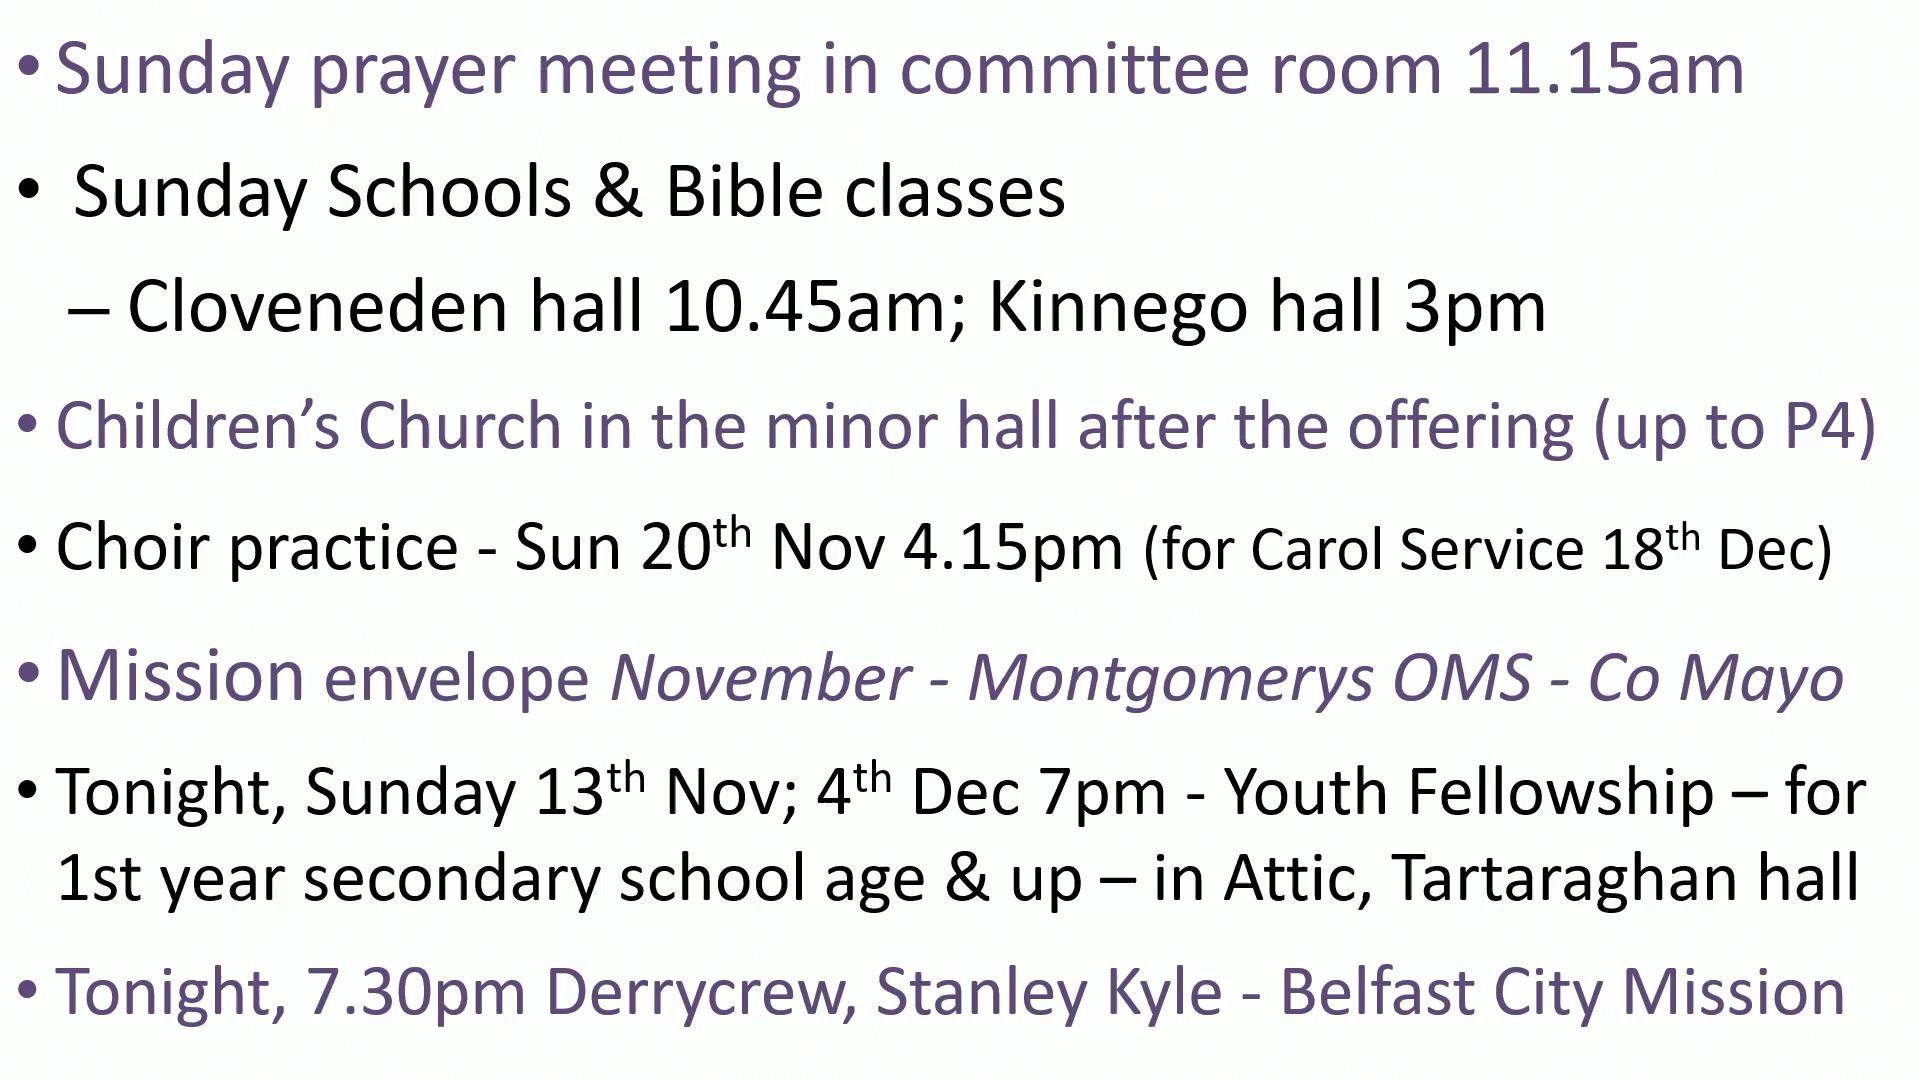 • Sunday prayer meeting in committee room 11.15am
• Sunday Schools & Bible classes
– Cloveneden hall 10.45am; Kinnego hall 3pm
• Children’s Church in the minor hall after the offering (up to P4)
• Choir practice - Sun 20th Nov 4.15pm (for Carol Service 18th Dec)
• Mission envelope November - Montgomerys OMS - Co Mayo
• Tonight, Sunday 13th Nov; 4th Dec 7pm - Youth Fellowship – for
1st year secondary school age & up – in Attic, Tartaraghan hall
• Tonight, 7.30pm Derrycrew, Stanley Kyle - Belfast City Mission